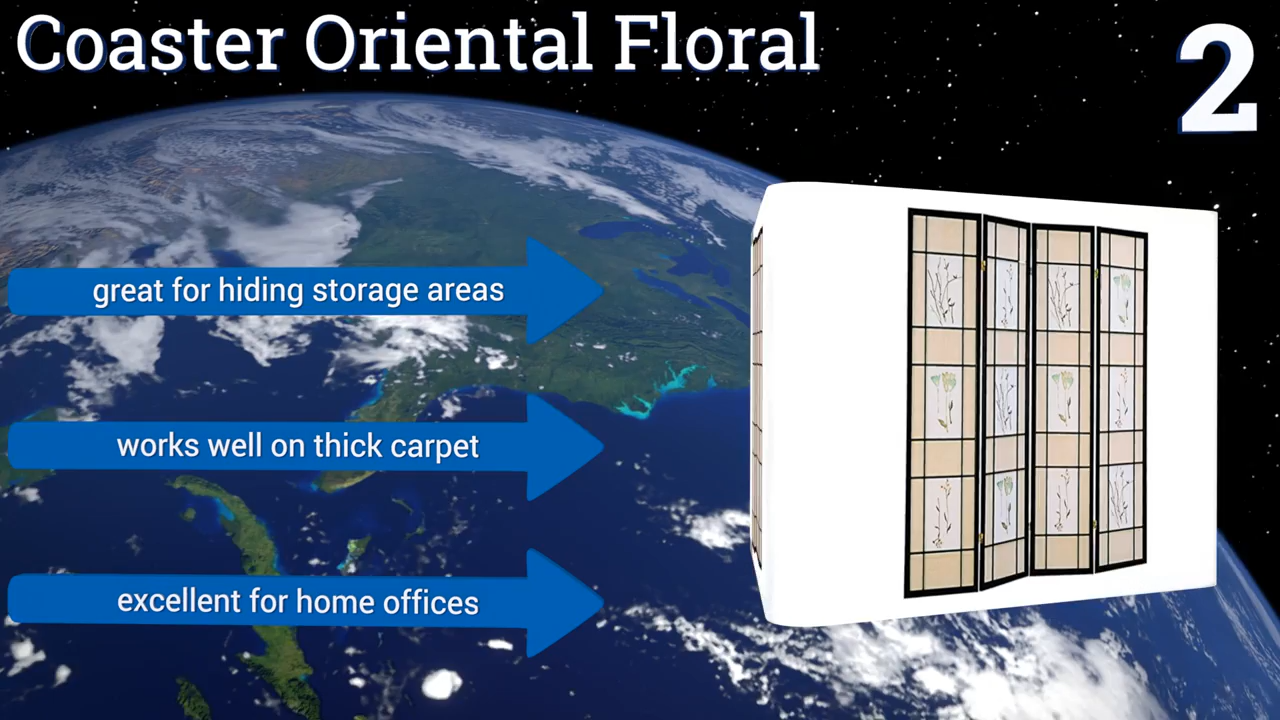 Coaster Oriental Floral
2
great for hiding storage areas
works well on thick carpet
excellent for home offices